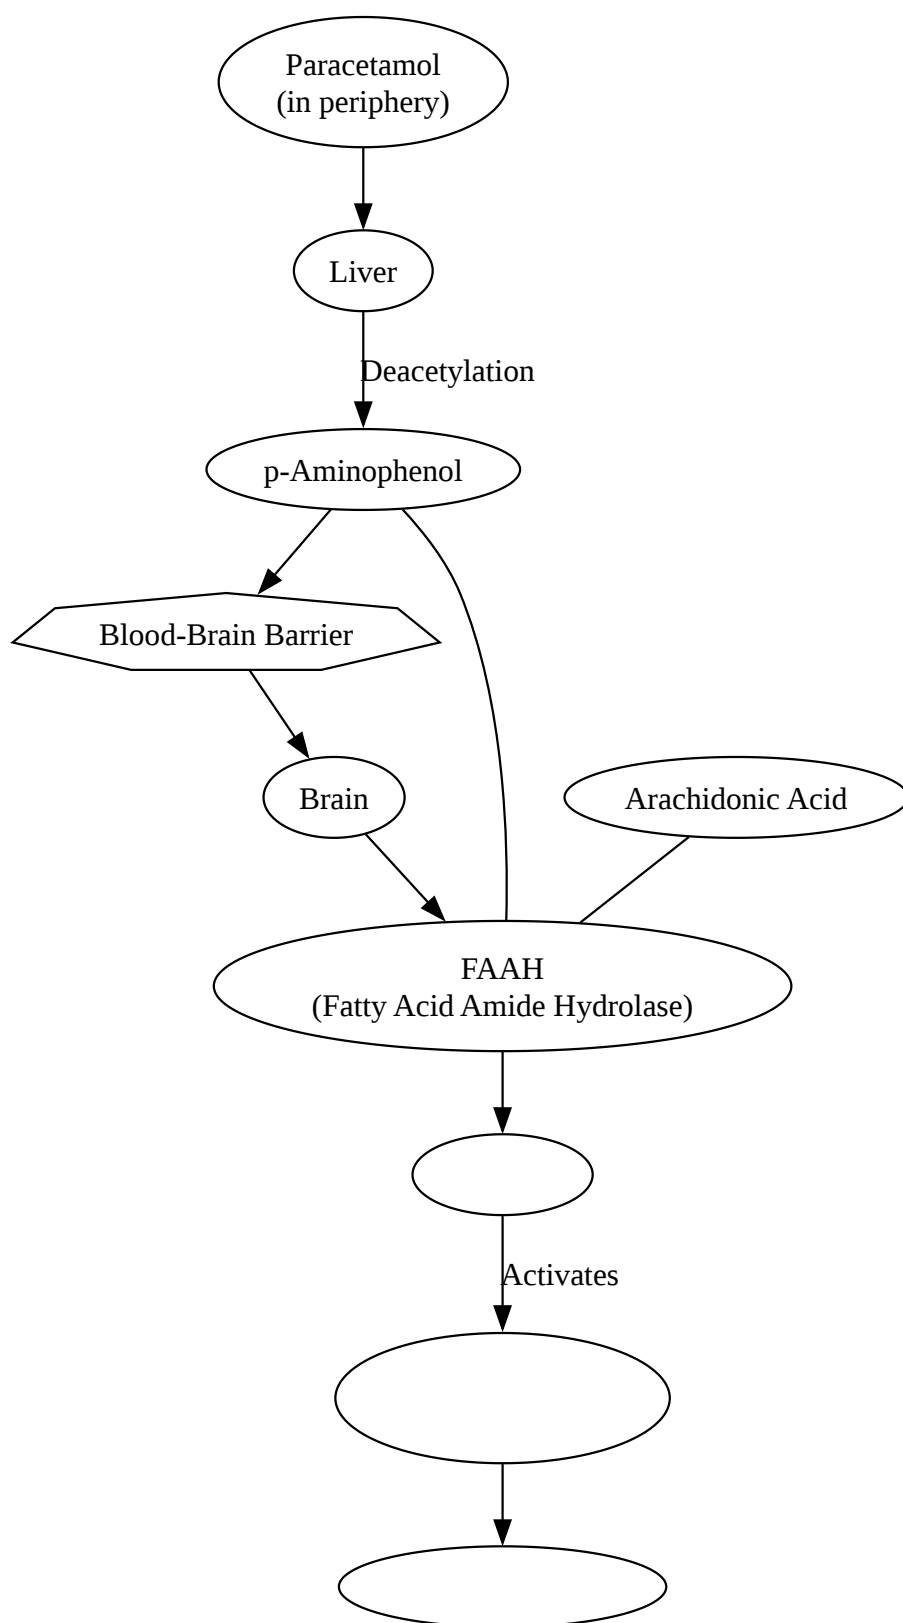 Paracetamol
(in periphery)
Liver
Deacetylation
p-Aminophenol
Blood-Brain Barrier
Brain
Arachidonic Acid
FAAH
(Fatty Acid Amide Hydrolase)
Activates